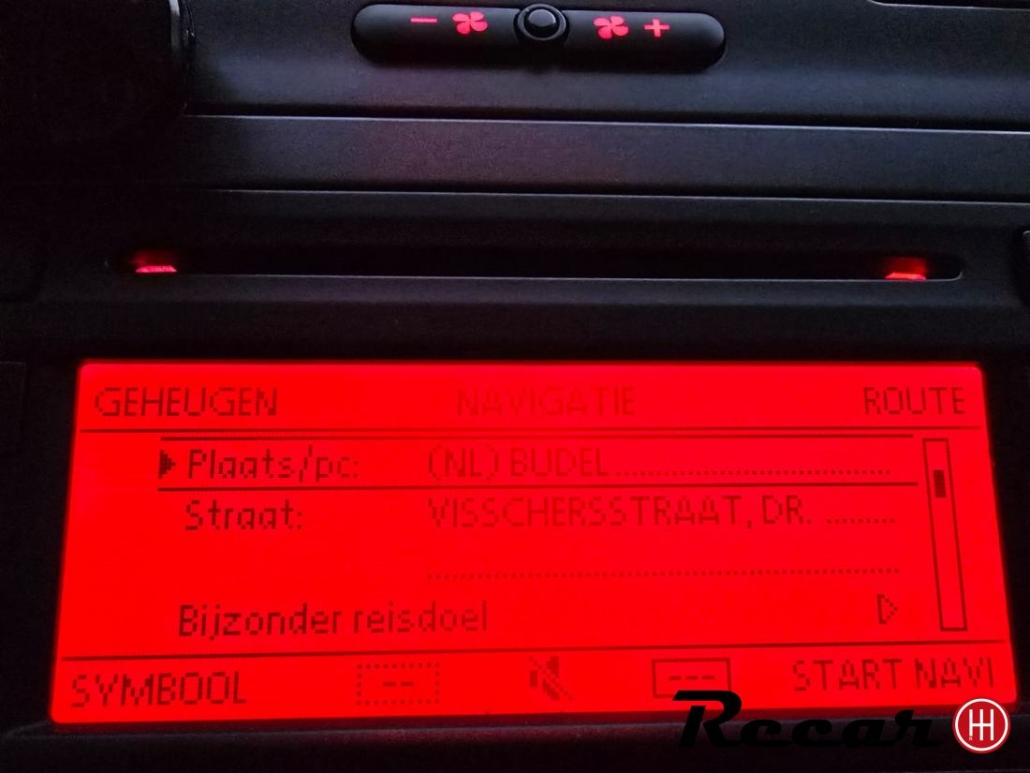 − +
GEHEUGEN NAVIGATIE ROUTE
Plaats/pc: (NL) BUDEL
Straat: VISSCHERSSTRAAT, DR.
Bijzonder reisdoel
SYMBOOL -- --- START NAVI
Recar